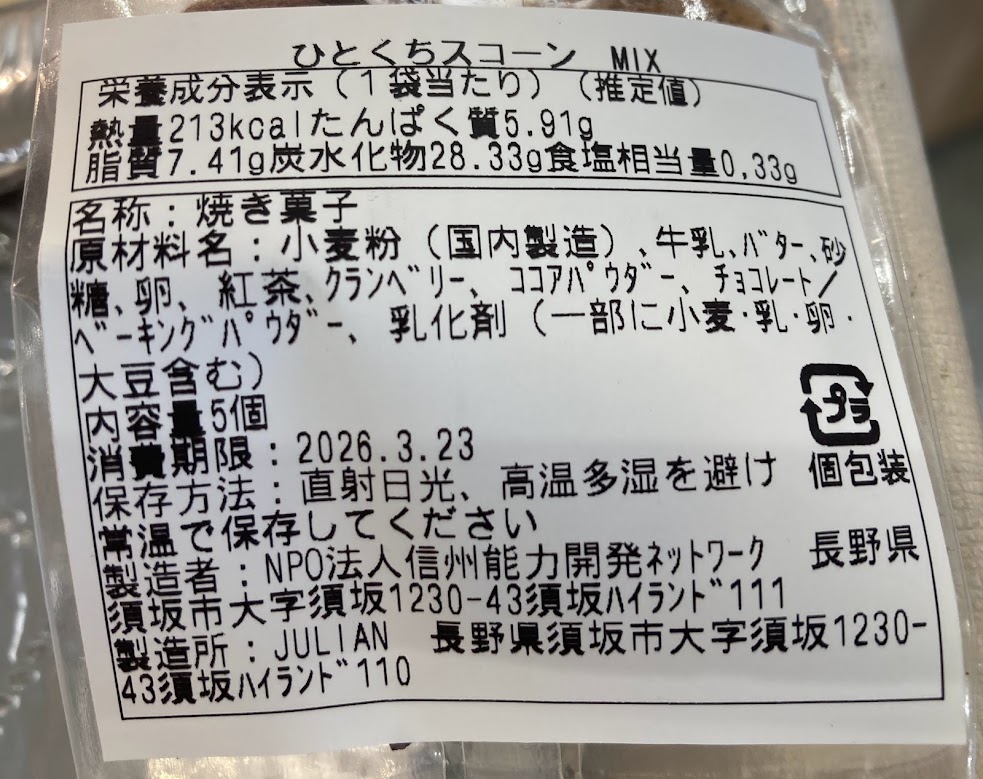 ひとくちスコーン MIX
栄養成分表示（１袋当たり）（推定値）
熱量213kcalたんぱく質5.91g
脂質7.41g炭水化物28.33g食塩相当量0.33g
名称：焼き菓子
原材料名：小麦粉（国内製造）、牛乳、バター、砂
糖、卵、紅茶、クランベリー、ココアパウダー、チョコレート／
ベーキングパウダー、乳化剤（一部に小麦・乳・卵・
大豆含む）
内容量5個
消費期限：2026.3.23
プラ
保存方法：直射日光、高温多湿を避け
個包装
常温で保存してください
製造者：NPO法人信州能力開発ネットワーク 長野県
須坂市大字須坂1230-43須坂ハイランド111
製造所：JULIAN 長野県須坂市大字須坂1230-
43須坂ハイランド110